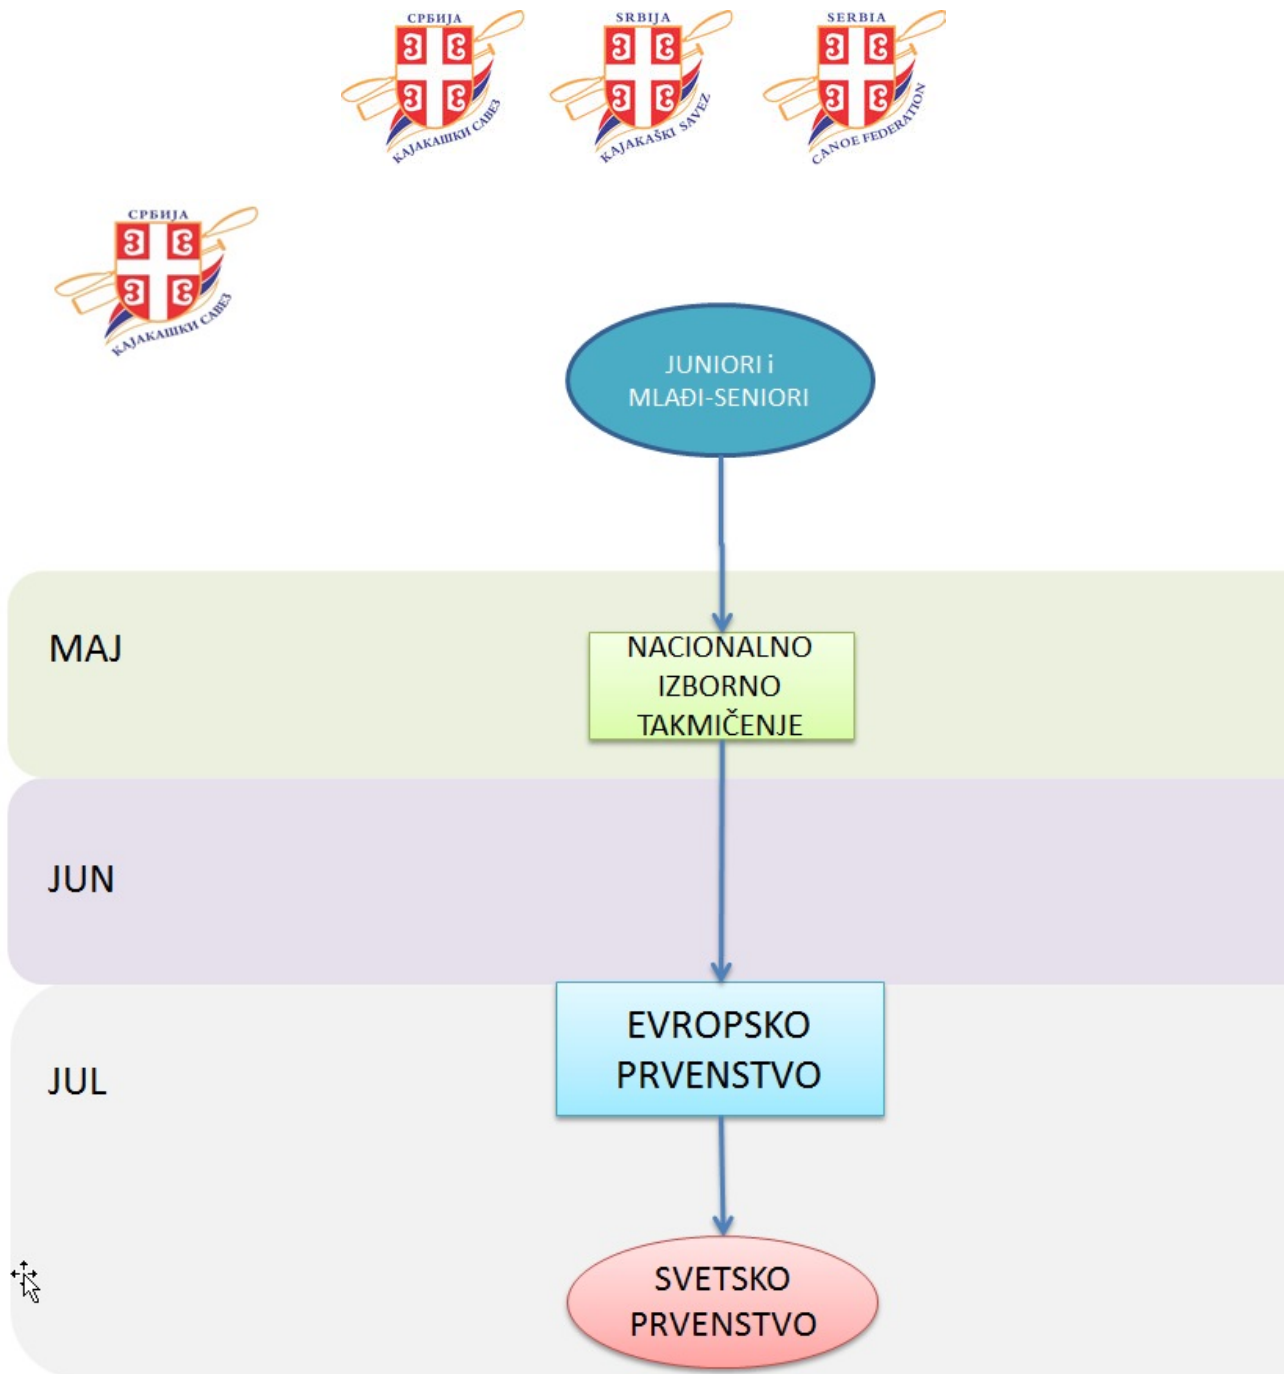 СРБИЈА
КАЈАКАШКИ САВЕЗ
SRBIJA
KAJAKAŠKI SAVEZ
SERBIA
CANOE FEDERATION
СРБИЈА
КАЈАКАШКИ САВЕЗ
JUNIORI i
MLAĐI-SENIORI
MAJ
NACIONALNO
IZBORNO
TAKMIČENJE
JUN
JUL
EVROPSKO
PRVENSTVO
SVETSKO
PRVENSTVO